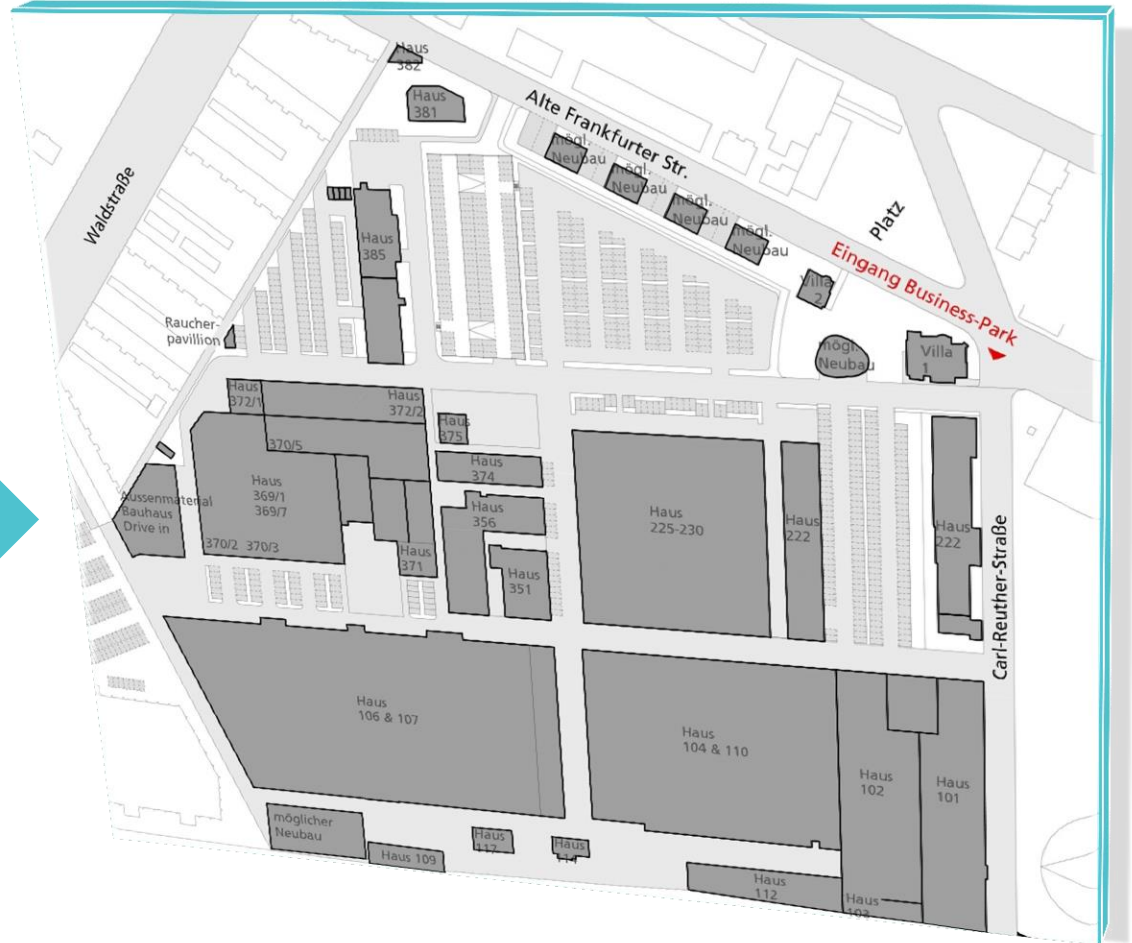 Haus
382
Haus
381
Alte Frankfurter Str.
mögl.
Neubau
mögl.
Neubau
mögl.
Neubau
mögl.
Neubau
Waldstraße
Platz
Haus
385
Eingang Business-Park
Villa
2
Raucher-
pavillion
mögl.
Neubau
Villa
1
Haus
372/1
Haus
372/2
Haus
375
370/5
Haus
374
Haus
369/1
369/7
Aussenmaterial
Bauhaus
Drive in
Haus
356
Haus
225-230
Haus
222
Haus
222
370/2 370/3
Haus
371
Haus
351
Carl-Reuther-Straße
Haus
106 & 107
Haus
104 & 110
Haus
102
Haus
101
möglicher
Neubau
Haus
117
Haus
Haus 109
Haus
112
Haus
103